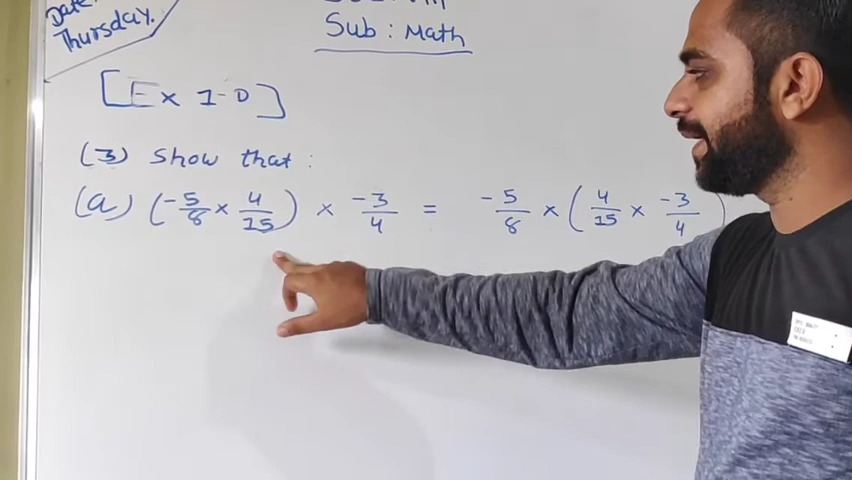 Date:
Thursday.
Sub : Math
[Ex 1-D]
(3) Show that :
(a) (-5/8 × 4/15) × -3/4 = -5/8 × (4/15 × -3/4)